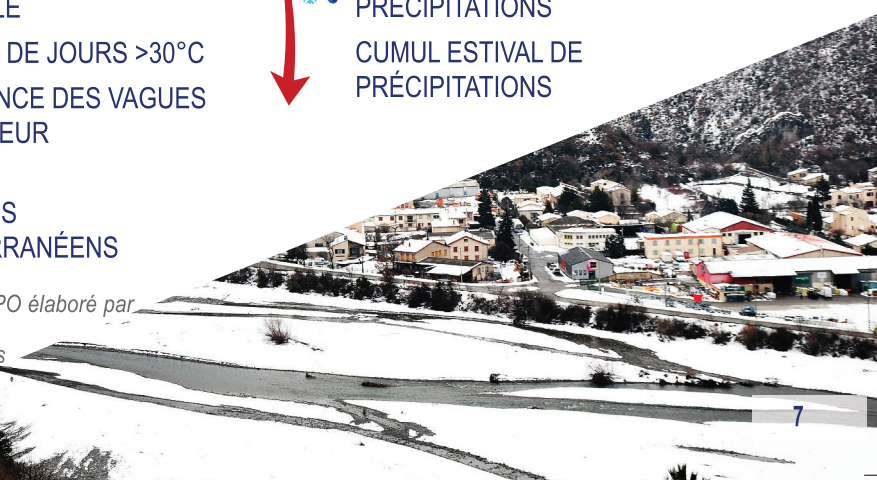 DE JOURS >30°C
NCE DES VAGUES
EUR
S
RANÉENS
PO élaboré par
s
PRÉCIPITATIONS
CUMUL ESTIVAL DE
PRÉCIPITATIONS
7